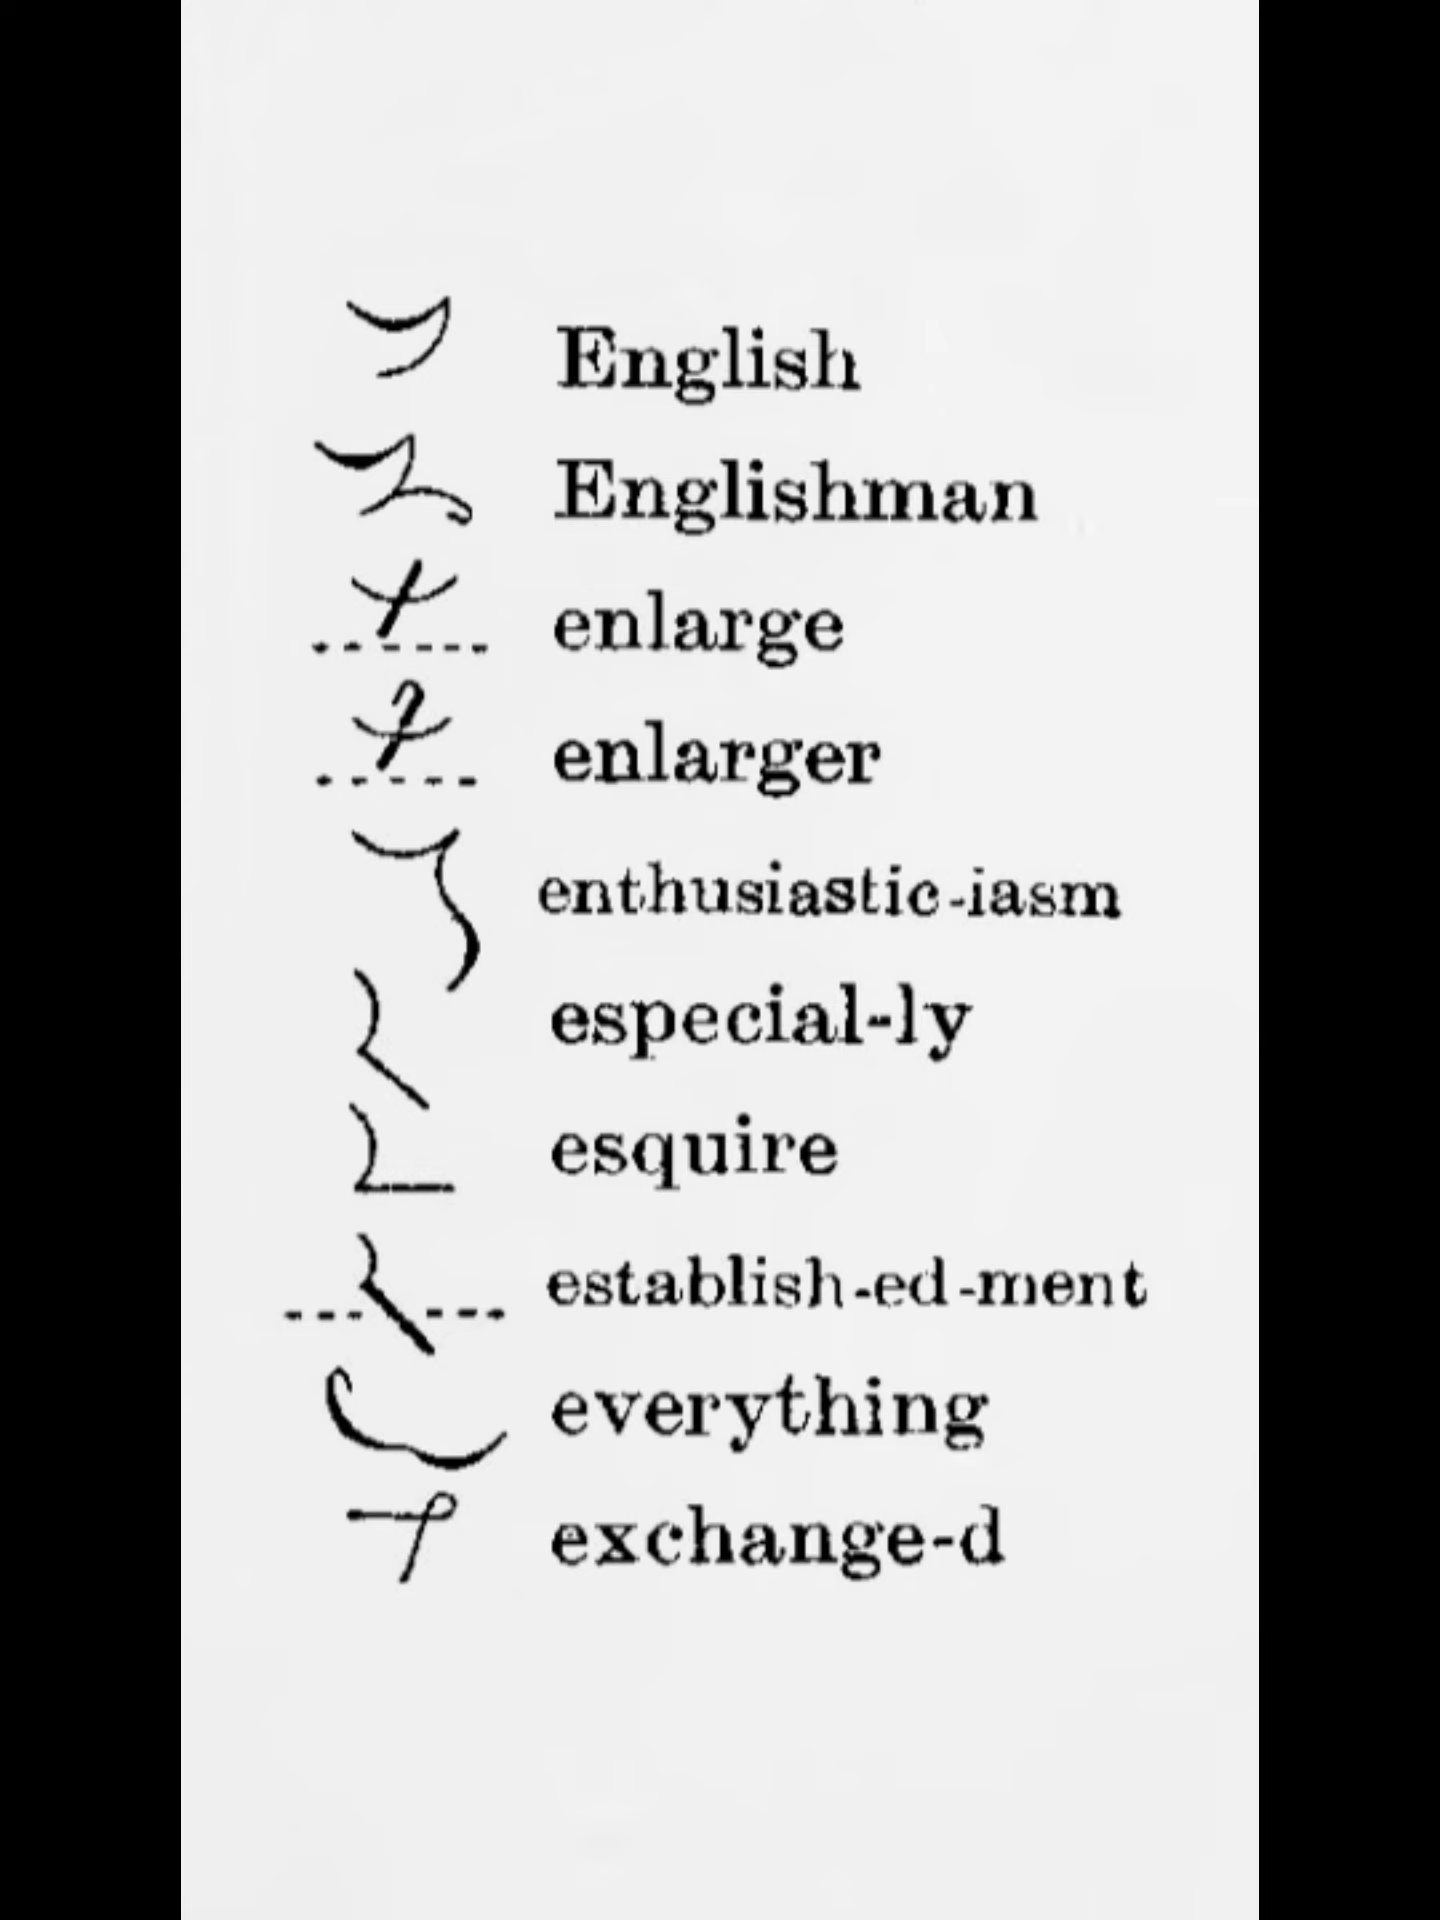 English
Englishman
enlarge
enlarger
enthusiastic-iasm
especial-ly
esquire
establish-ed-ment
everything
exchange-d